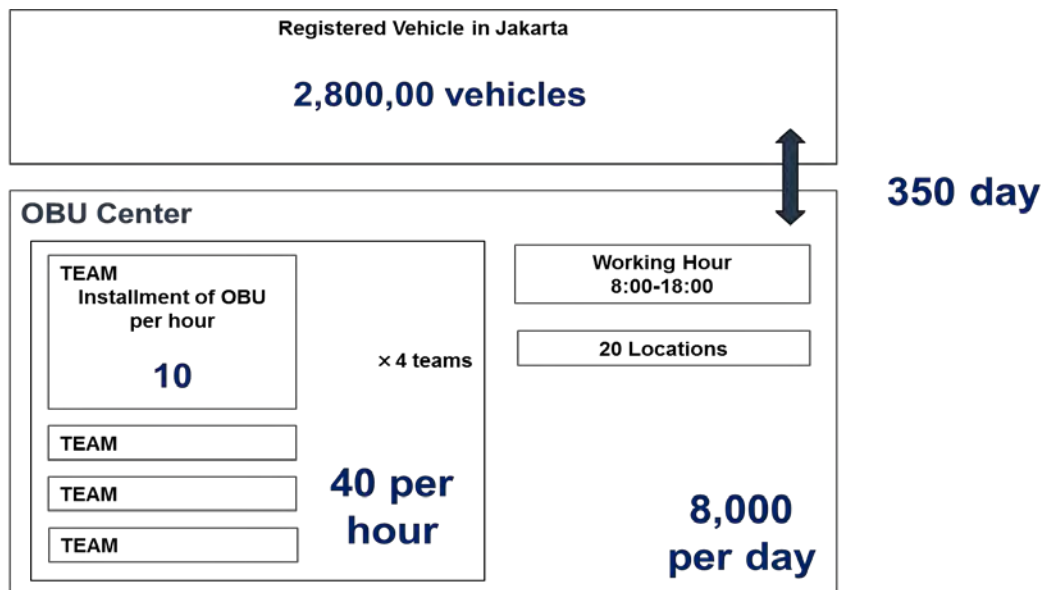 Registered Vehicle in Jakarta
2,800,00 vehicles
350 day
OBU Center
TEAM
Installment of OBU
per hour
10
× 4 teams
TEAM
TEAM
TEAM
40 per
hour
Working Hour
8:00-18:00
20 Locations
8,000
per day